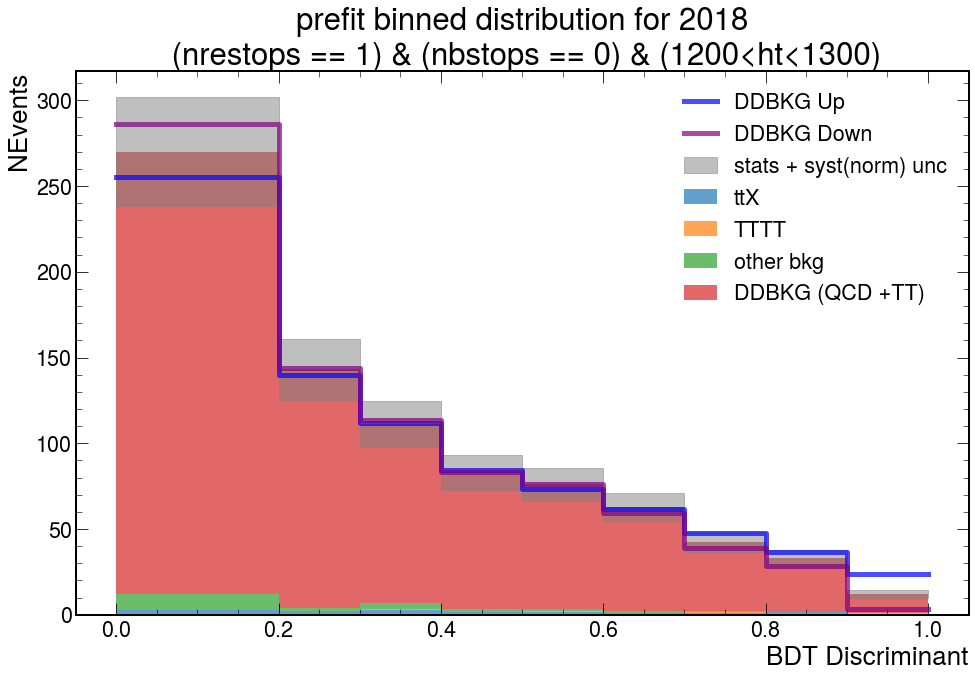 prefit binned distribution for 2018
(nrestops == 1) & (nbstops == 0) & (1200<ht<1300)
NEvents
300
250
200
150
100
50
0
DDBKG Up
DDBKG Down
stats + syst(norm) unc
ttX
TTTT
other bkg
DDBKG (QCD +TT)
0.0 0.2 0.4 0.6 0.8 1.0
BDT Discriminant